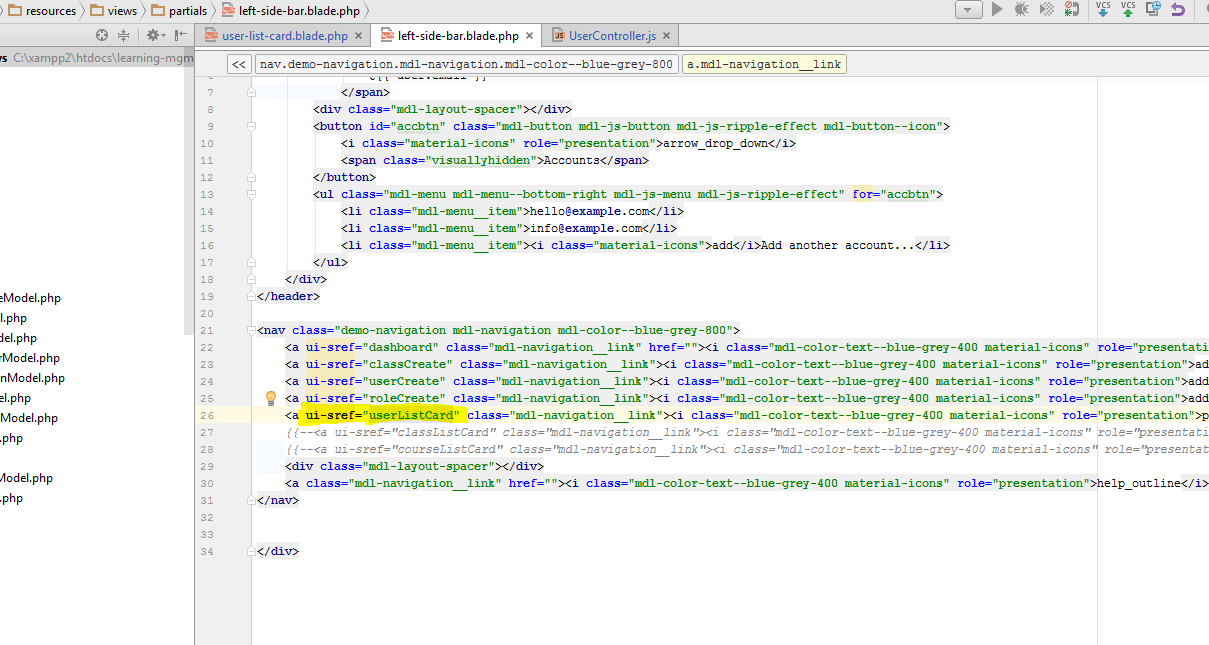 resources views partials left-side-bar.blade.php
VCS VCS
user-list-card.blade.php left-side-bar.blade.php UserController.js
C:\xampp2\htdocs\learning-mgm
<< nav.demo-navigation.mdl-navigation.mdl-color--blue-grey-800 a.mdl-navigation__link
7 </span>
8 <div class="mdl-layout-spacer"></div>
9 <button id="accbtn" class="mdl-button mdl-js-button mdl-js-ripple-effect mdl-button--icon">
10 <i class="material-icons" role="presentation">arrow_drop_down</i>
11 <span class="visuallyhidden">Accounts</span>
12 </button>
13 <ul class="mdl-menu mdl-menu--bottom-right mdl-js-menu mdl-js-ripple-effect" for="accbtn">
14 <li class="mdl-menu__item">hello@example.com</li>
15 <li class="mdl-menu__item">info@example.com</li>
16 <li class="mdl-menu__item"><i class="material-icons">add</i>Add another account...</li>
17 </ul>
18 </div>
19 </header>
20
21 <nav class="demo-navigation mdl-navigation mdl-color--blue-grey-800">
22 <a ui-sref="dashboard" class="mdl-navigation__link" href=""><i class="mdl-color-text--blue-grey-400 material-icons" role="presentati
23 <a ui-sref="classCreate" class="mdl-navigation__link"><i class="mdl-color-text--blue-grey-400 material-icons" role="presentation">ad
24 <a ui-sref="userCreate" class="mdl-navigation__link"><i class="mdl-color-text--blue-grey-400 material-icons" role="presentation">add
25 <a ui-sref="roleCreate" class="mdl-navigation__link"><i class="mdl-color-text--blue-grey-400 material-icons" role="presentation">add
26 <a ui-sref="userListCard" class="mdl-navigation__link"><i class="mdl-color-text--blue-grey-400 material-icons" role="presentation">p
27 {{--<a ui-sref="classListCard" class="mdl-navigation__link"><i class="mdl-color-text--blue-grey-400 material-icons" role="presentati
28 {{--<a ui-sref="courseListCard" class="mdl-navigation__link"><i class="mdl-color-text--blue-grey-400 material-icons" role="presentat
29 <div class="mdl-layout-spacer"></div>
30 <a class="mdl-navigation__link" href=""><i class="mdl-color-text--blue-grey-400 material-icons" role="presentation">help_outline</i>
31 </nav>
32
33
34 </div>
eModel.php
l.php
del.php
rModel.php
nModel.php
el.php
Model.php
.php
Model.php
.php